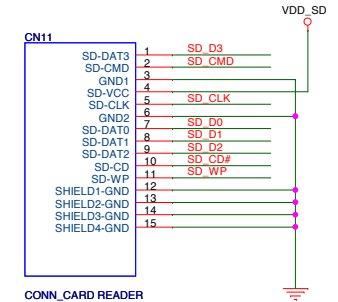 VDD_SD
CN11
SD-DAT3 1 SD_D3
SD-CMD 2 SD_CMD
GND1 3
SD-VCC 4
SD-CLK 5 SD_CLK
GND2 6
SD-DAT0 7 SD_D0
SD-DAT1 8 SD_D1
SD-DAT2 9 SD_D2
SD-CD 10 SD_CD#
SD-WP 11 SD_WP
SHIELD1-GND 12
SHIELD2-GND 13
SHIELD3-GND 14
SHIELD4-GND 15
CONN_CARD READER